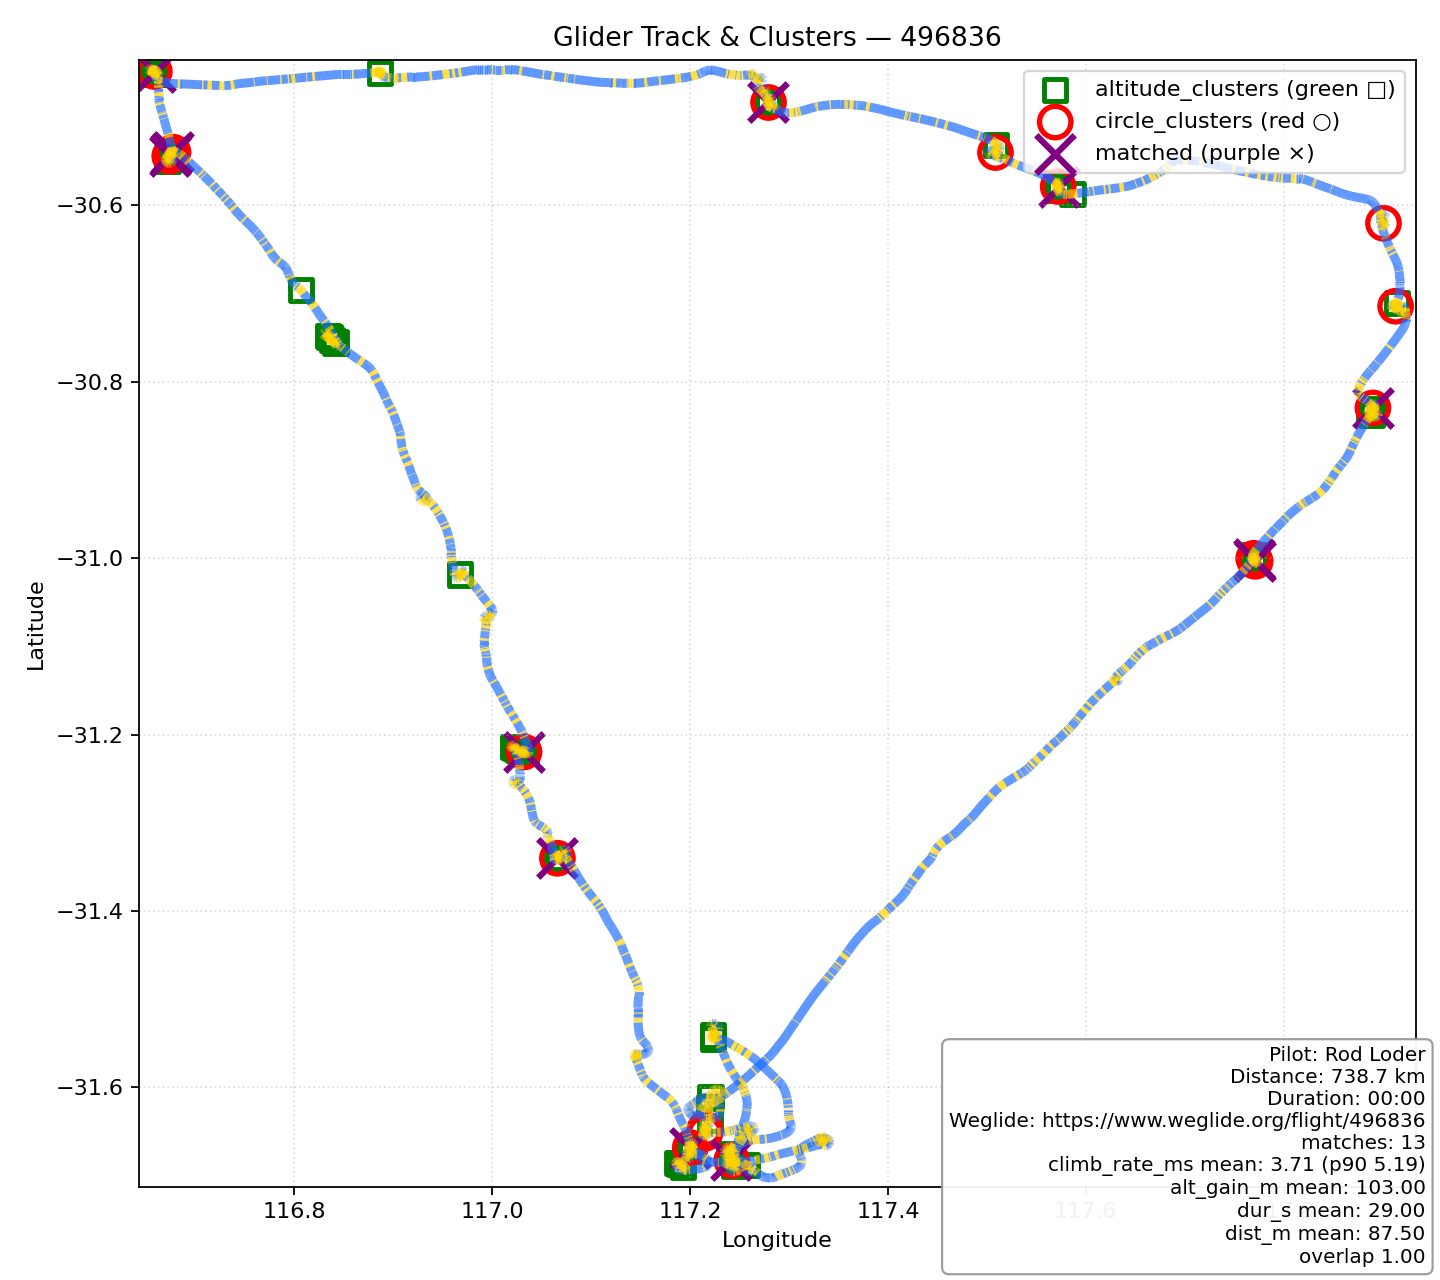 Glider Track & Clusters — 496836
altitude_clusters (green □)
circle_clusters (red ○)
matched (purple ×)
Latitude
−30.6
−30.8
−31.0
−31.2
−31.4
−31.6
116.8
117.0
117.2
117.4
117.6
Longitude
Pilot: Rod Loder
Distance: 738.7 km
Duration: 00:00
Weglide: https://www.weglide.org/flight/496836
matches: 13
climb_rate_ms mean: 3.71 (p90 5.19)
alt_gain_m mean: 103.00
dur_s mean: 29.00
dist_m mean: 87.50
overlap 1.00